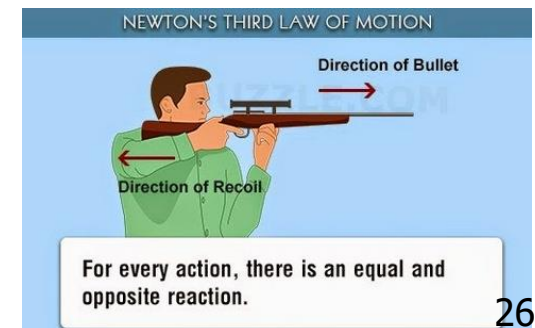 NEWTON'S THIRD LAW OF MOTION
Direction of Bullet
Direction of Recoil
For every action, there is an equal and
opposite reaction.
26